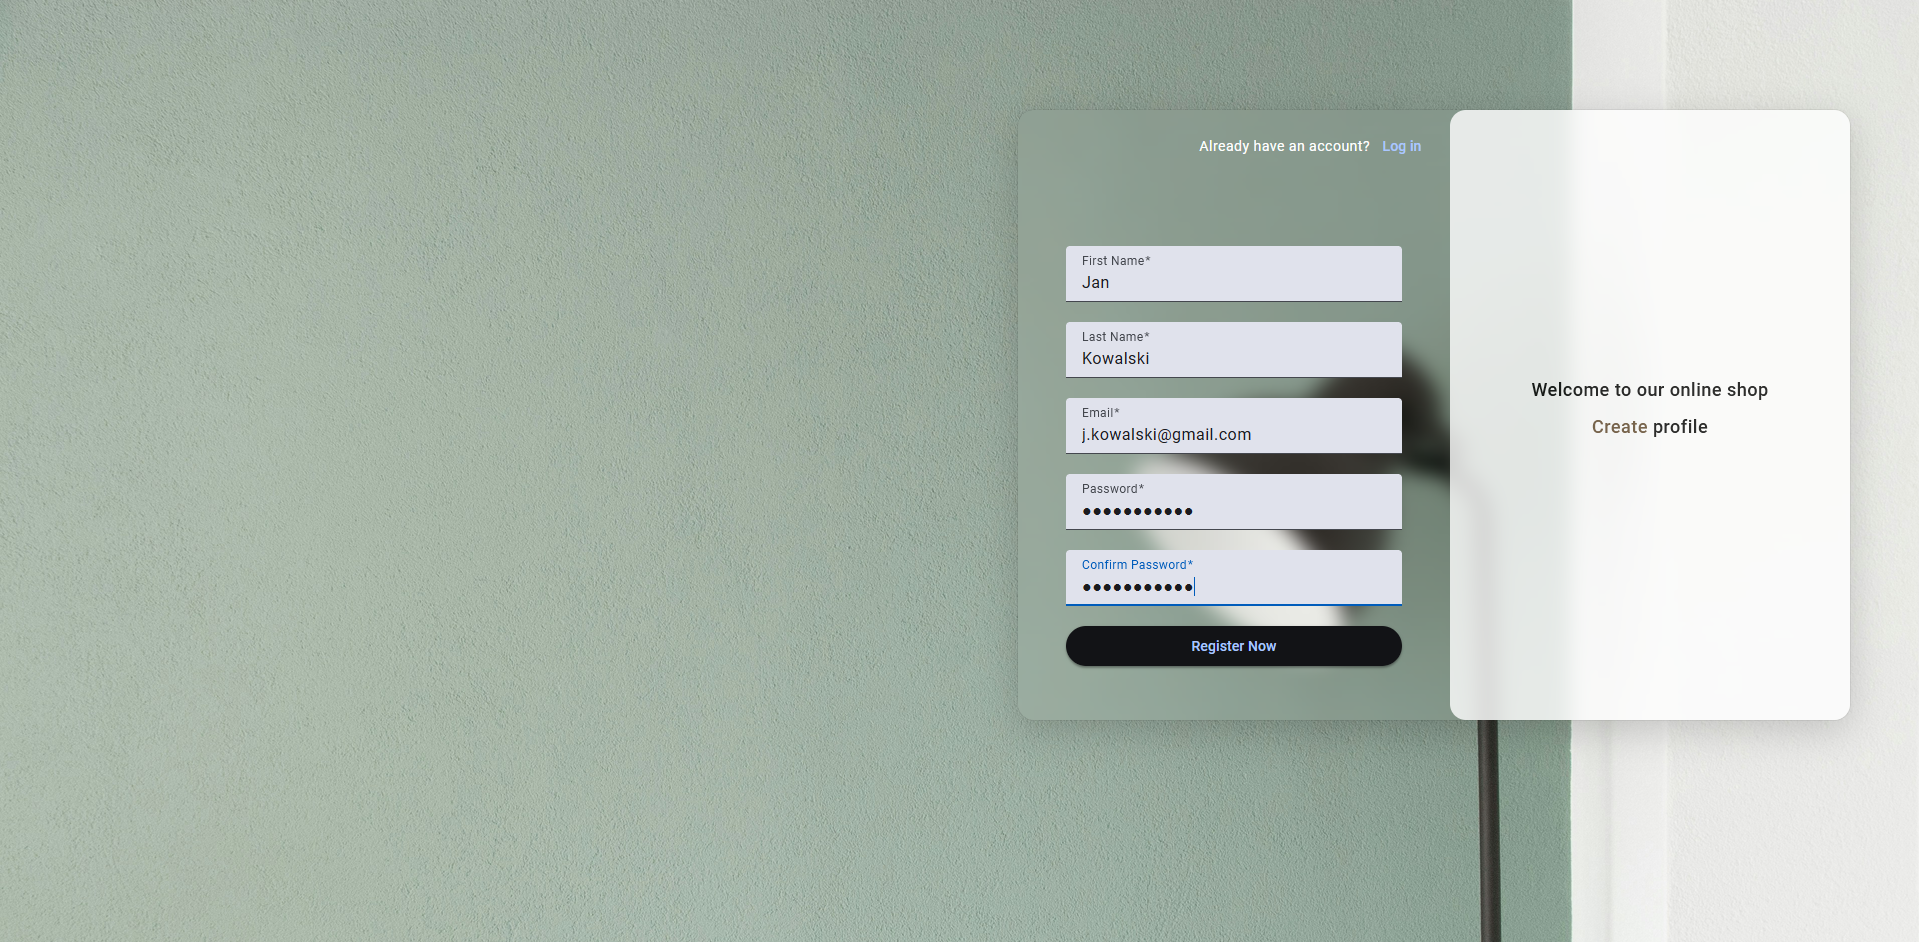 Already have an account? Log in
First Name*
Jan
Last Name*
Kowalski
Email*
j.kowalski@gmail.com
Password*
•••••••••••
Confirm Password*
•••••••••••
Register Now
Welcome to our online shop
Create profile